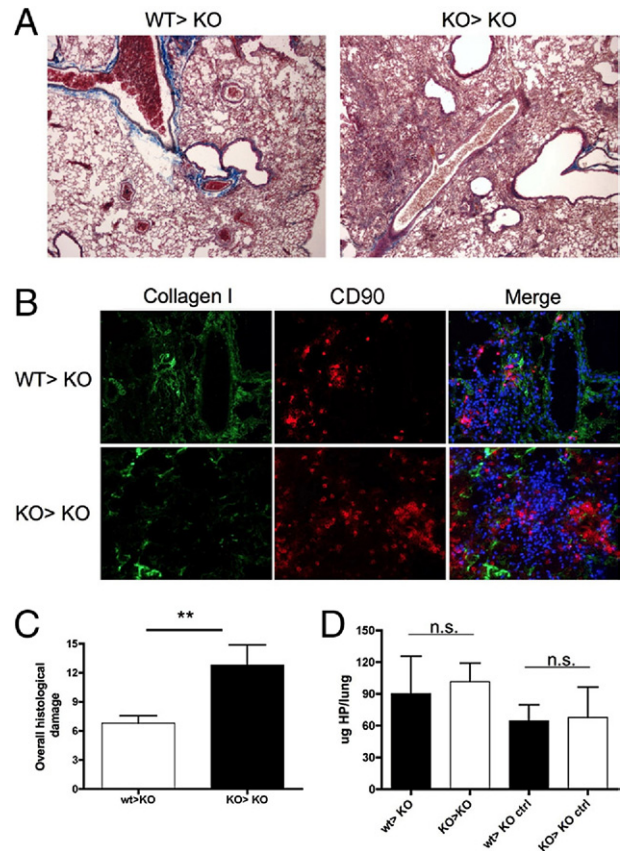 A
WT> KO
KO> KO
B
Collagen I
CD90
Merge
WT> KO
KO> KO
C
Overall histological
damage
15
12
9
6
3
0
**
wt>KO
KO> KO
D
ug HP/lung
150
120
90
60
30
0
n.s.
n.s.
wt> KO
KO>KO
wt> KO ctrl
KO> KO ctrl